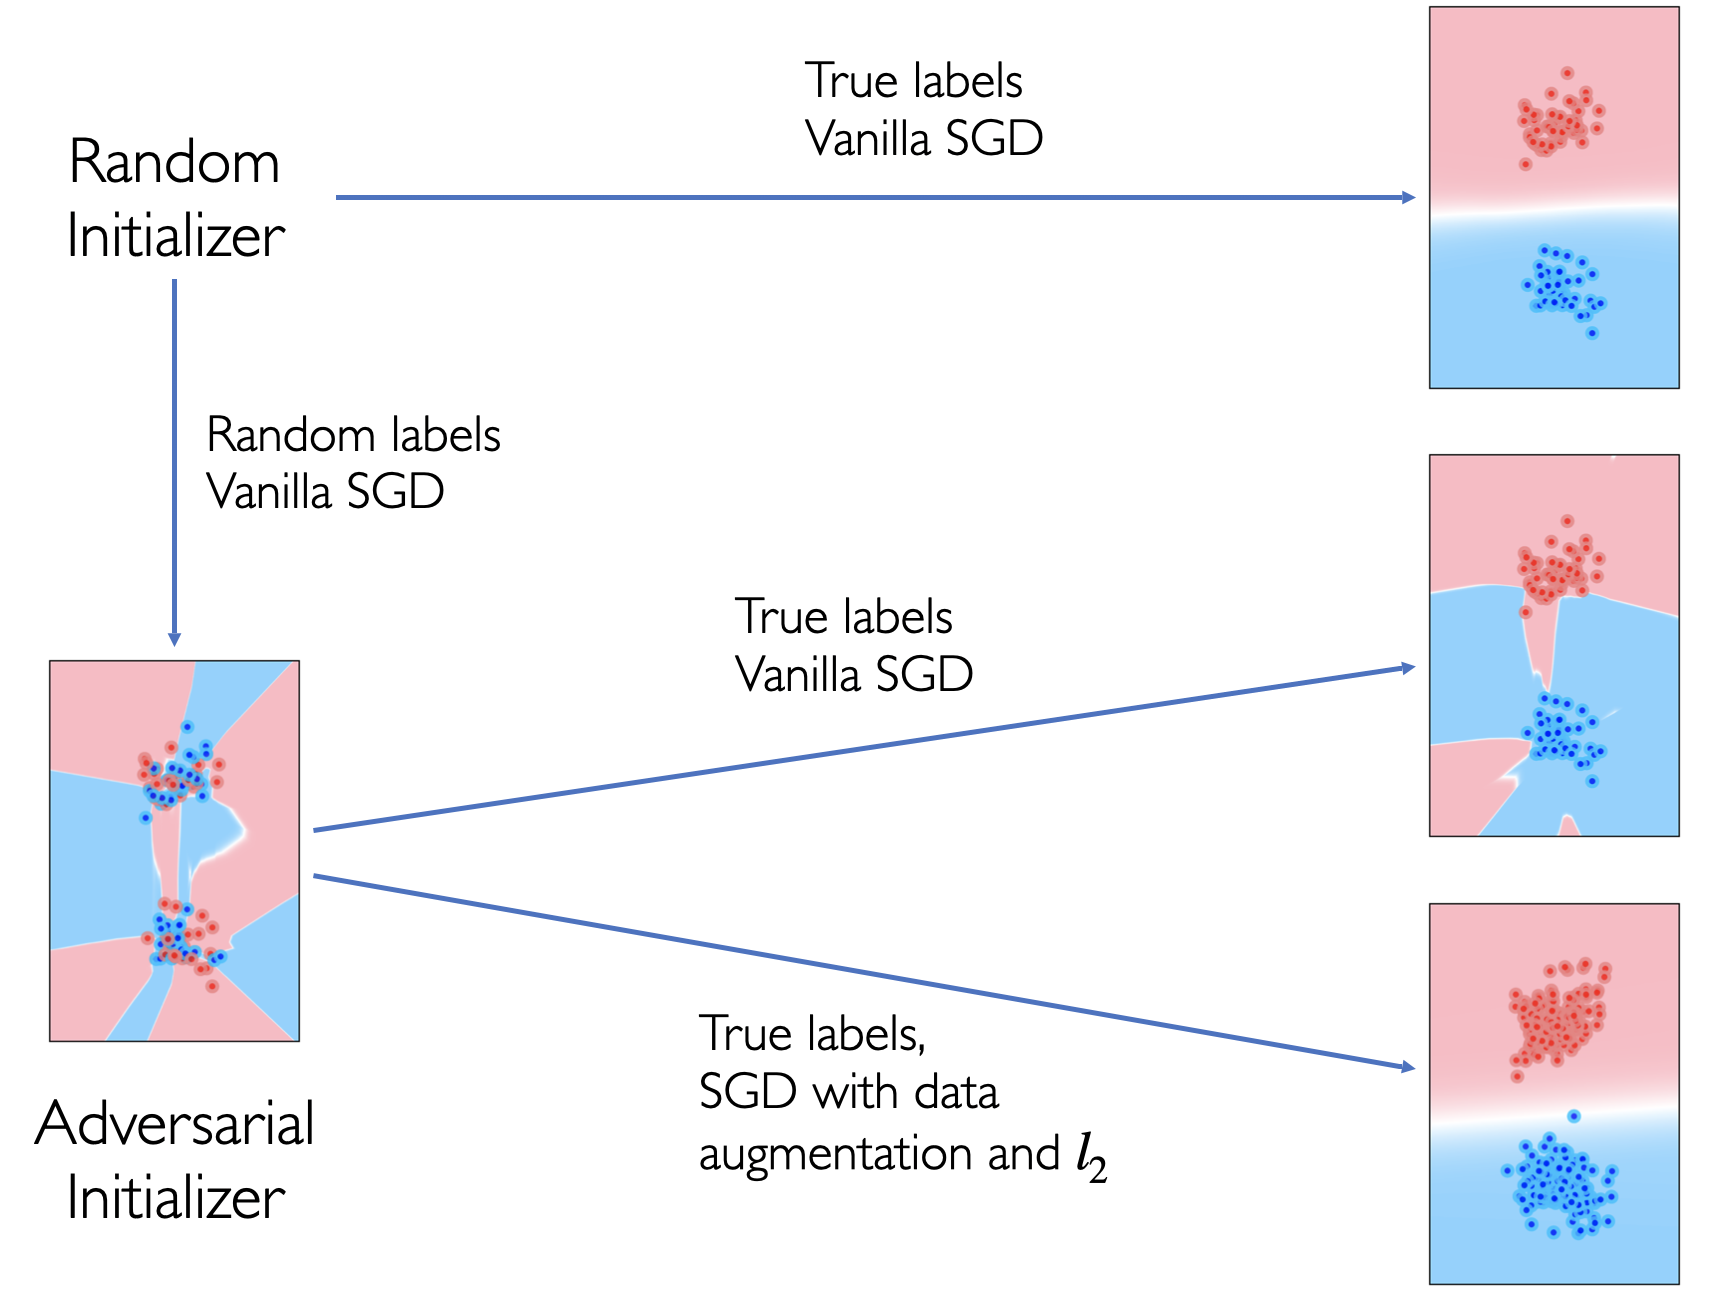 True labels
Vanilla SGD
Random
Initializer
Random labels
Vanilla SGD
True labels
Vanilla SGD
True labels,
SGD with data
augmentation and l₂
Adversarial
Initializer